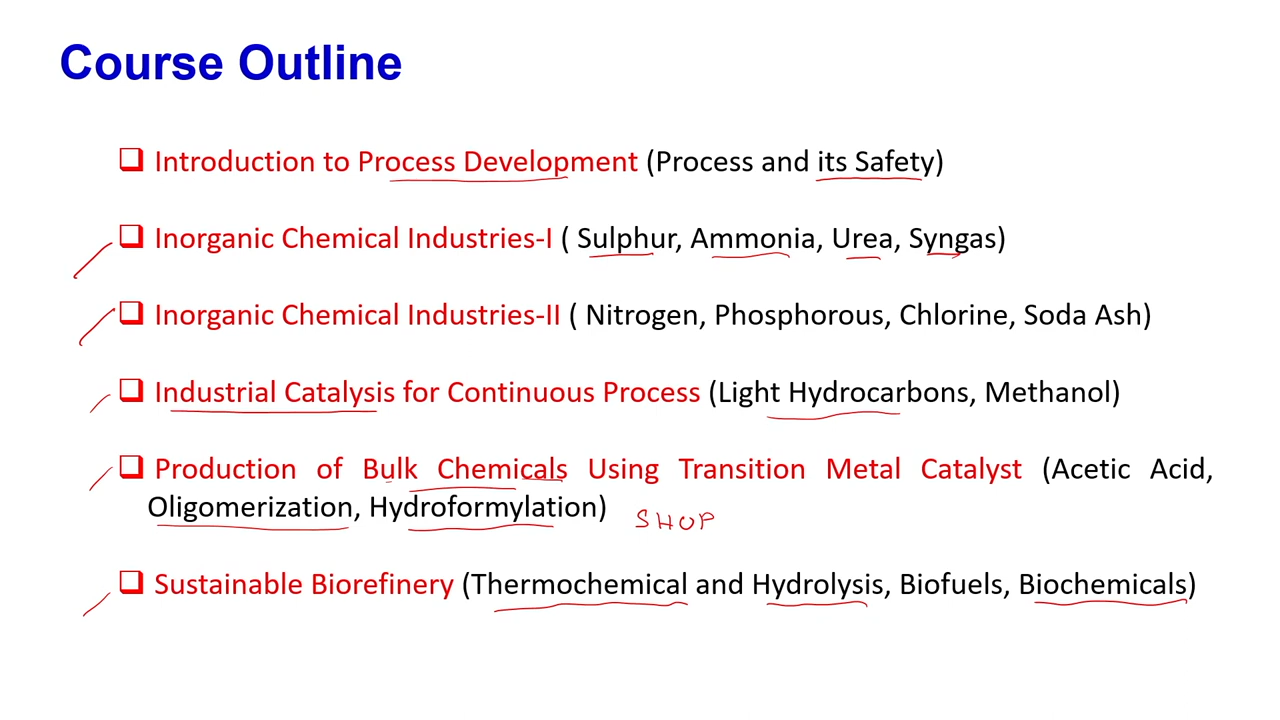 Course Outline
❑ Introduction to Process Development (Process and its Safety)
❑ Inorganic Chemical Industries-I ( Sulphur, Ammonia, Urea, Syngas)
❑ Inorganic Chemical Industries-II ( Nitrogen, Phosphorous, Chlorine, Soda Ash)
❑ Industrial Catalysis for Continuous Process (Light Hydrocarbons, Methanol)
❑ Production of Bulk Chemicals Using Transition Metal Catalyst (Acetic Acid,
Oligomerization, Hydroformylation) SHOP
❑ Sustainable Biorefinery (Thermochemical and Hydrolysis, Biofuels, Biochemicals)